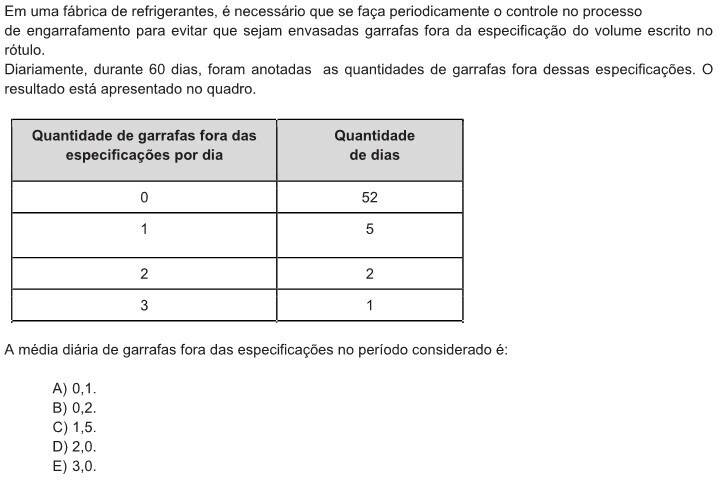 Em uma fábrica de refrigerantes, é necessário que se faça periodicamente o controle no processo
de engarrafamento para evitar que sejam envasadas garrafas fora da especificação do volume escrito no
rótulo.
Diariamente, durante 60 dias, foram anotadas as quantidades de garrafas fora dessas especificações. O
resultado está apresentado no quadro.
Quantidade de garrafas fora das
especificações por dia
Quantidade
de dias
0 52
1 5
2 2
3 1
A média diária de garrafas fora das especificações no período considerado é:
A) 0,1.
B) 0,2.
C) 1,5.
D) 2,0.
E) 3,0.